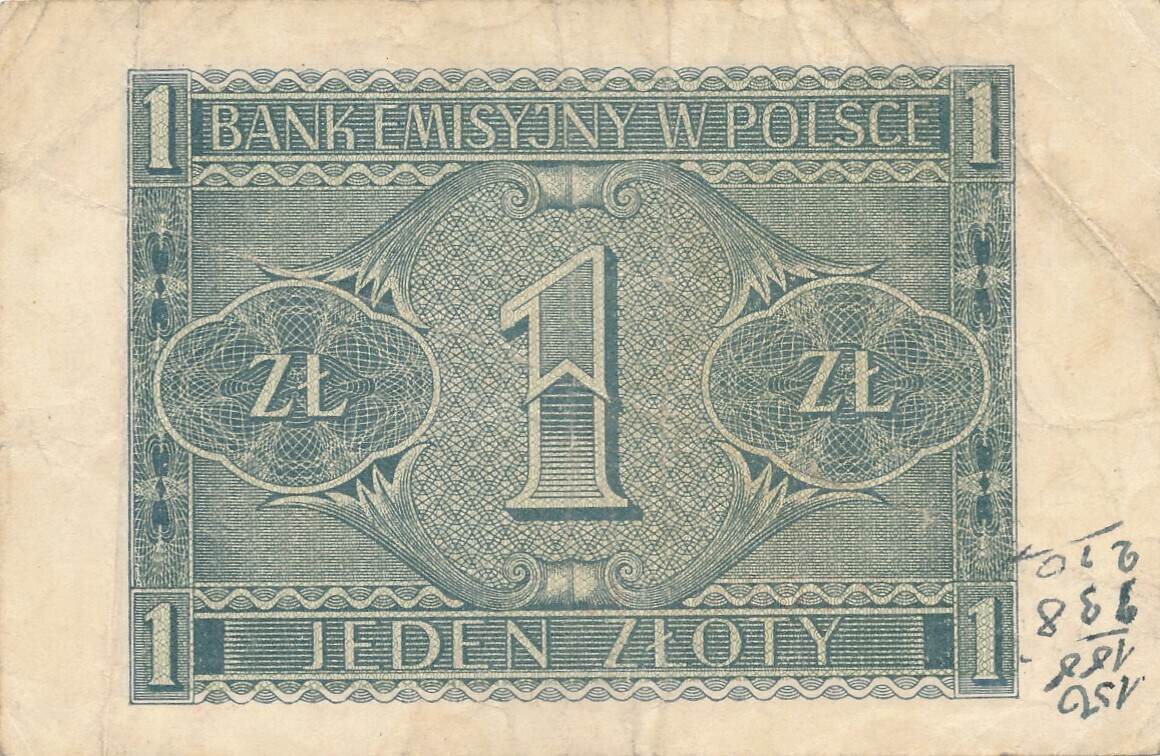 1 BANK EMISYJNY W POLSCE 1
1
ZŁ ZŁ
1 JEDEN ZŁOTY 1